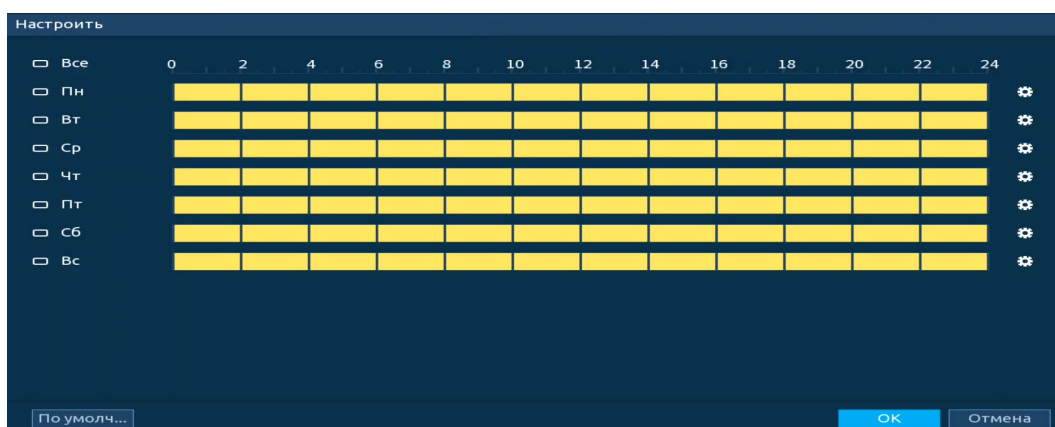 Настроить
Все 0 2 4 6 8 10 12 14 16 18 20 22 24
Пн
Вт
Ср
Чт
Пт
Сб
Вс
По умолч... OK Отмена